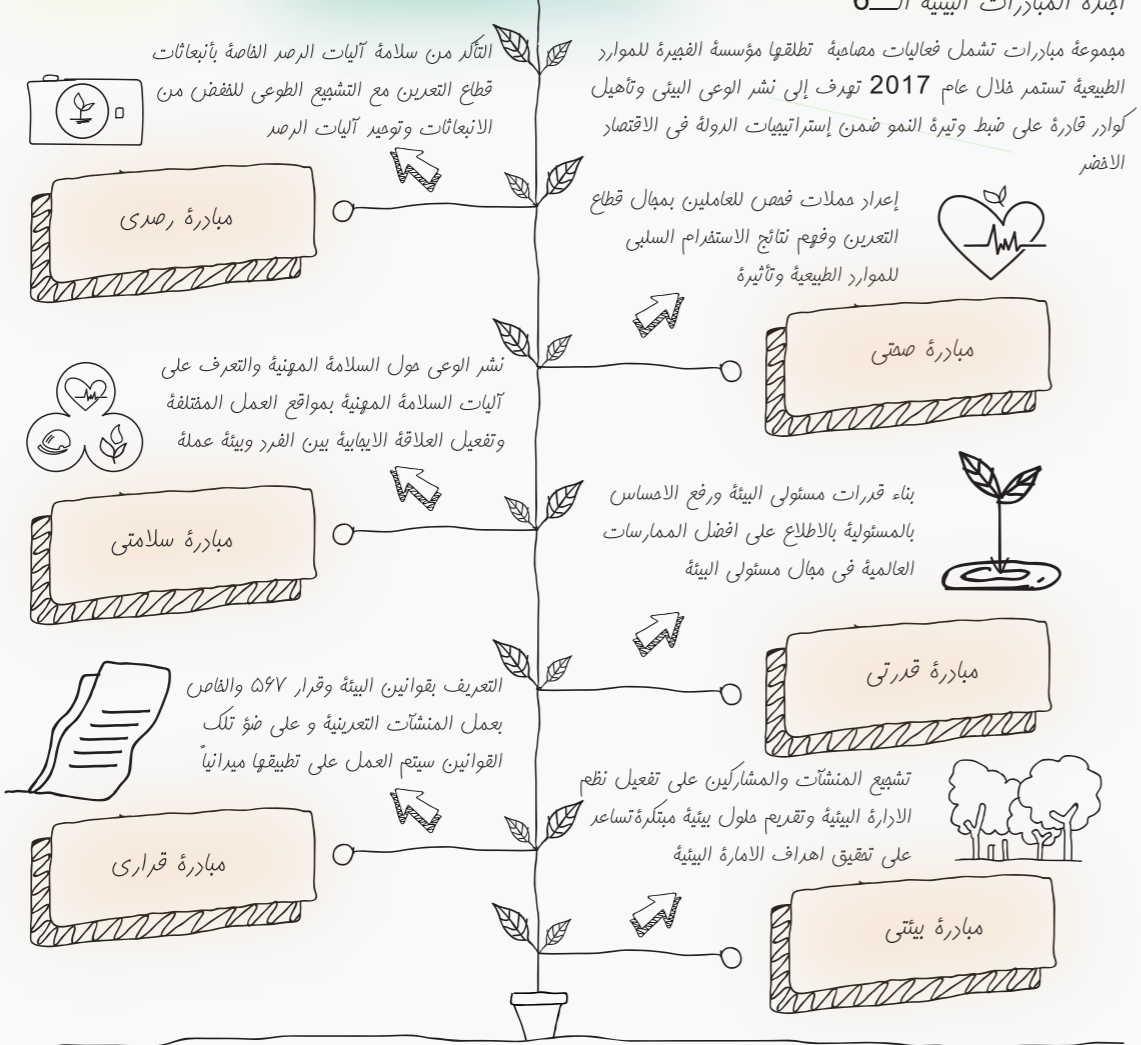 اجندة المبادرات البيئية الــ6
مجموعة مبادرات تشمل فعاليات مصاحبة تطلقها مؤسسة الفجيرة للموارد
الطبيعية تستمر خلال عام 2017 تهدف إلى نشر الوعى البيئى وتأهيل
كوادر قادرة على ضبط وتيرة النمو ضمن إستراتيجيات الدولة فى الاقتصاد
الاخضر
إعداد حملات فحص للعاملين بمجال قطاع
التعدين وفهم نتائج الاستخدام السلبى
للموارد الطبيعية وتأثيرة
مبادرة صحتى
بناء قدرات مسئولى البيئة ورفع الاحساس
بالمسئولية بالاطلاع على افضل الممارسات
العالمية فى مجال مسئولى البيئة
مبادرة قدرتى
تشجيع المنشآت والمشاركين على تفعيل نظم
الادارة البيئية وتقديم حلول بيئية مبتكرة تساعد
على تحقيق اهداف الامارة البيئية
مبادرة بيئتى
التأكد من سلامة آليات الرصد الخاصة بأنبعاثات
قطاع التعدين مع التشجيع الطوعى للخفض من
الانبعاثات وتوحيد آليات الرصد
مبادرة رصدى
نشر الوعى حول السلامة المهنية والتعرف على
آليات السلامة المهنية بمواقع العمل المختلفة
وتفعيل العلاقة الايجابية بين الفرد وبيئة عملة
مبادرة سلامتى
التعريف بقوانين البيئة وقرار ۵۶۷ والخاص
بعمل المنشآت التعدينية و على ضؤ تلك
القوانين سيتم العمل على تطبيقها ميدانياً
مبادرة قرارى